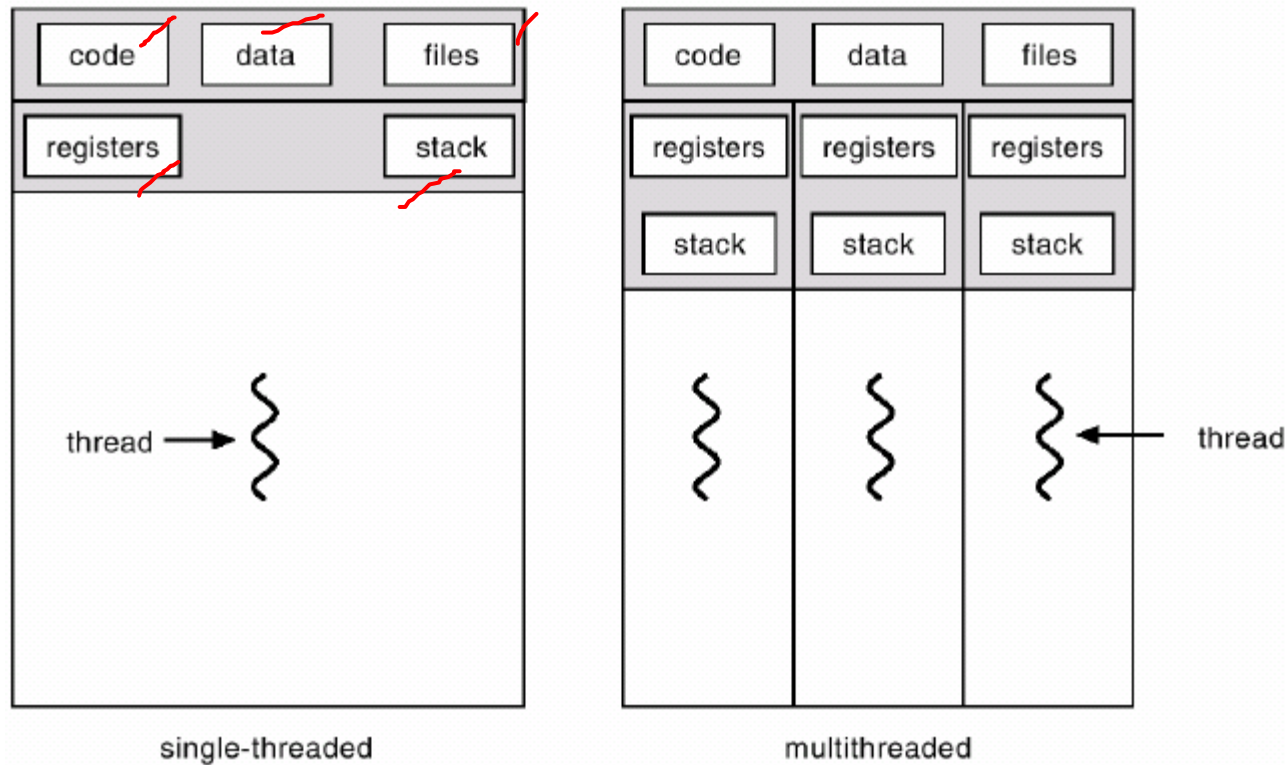 code data files
registers stack
thread
single-threaded
code data files
registers registers registers
stack stack stack
thread
multithreaded